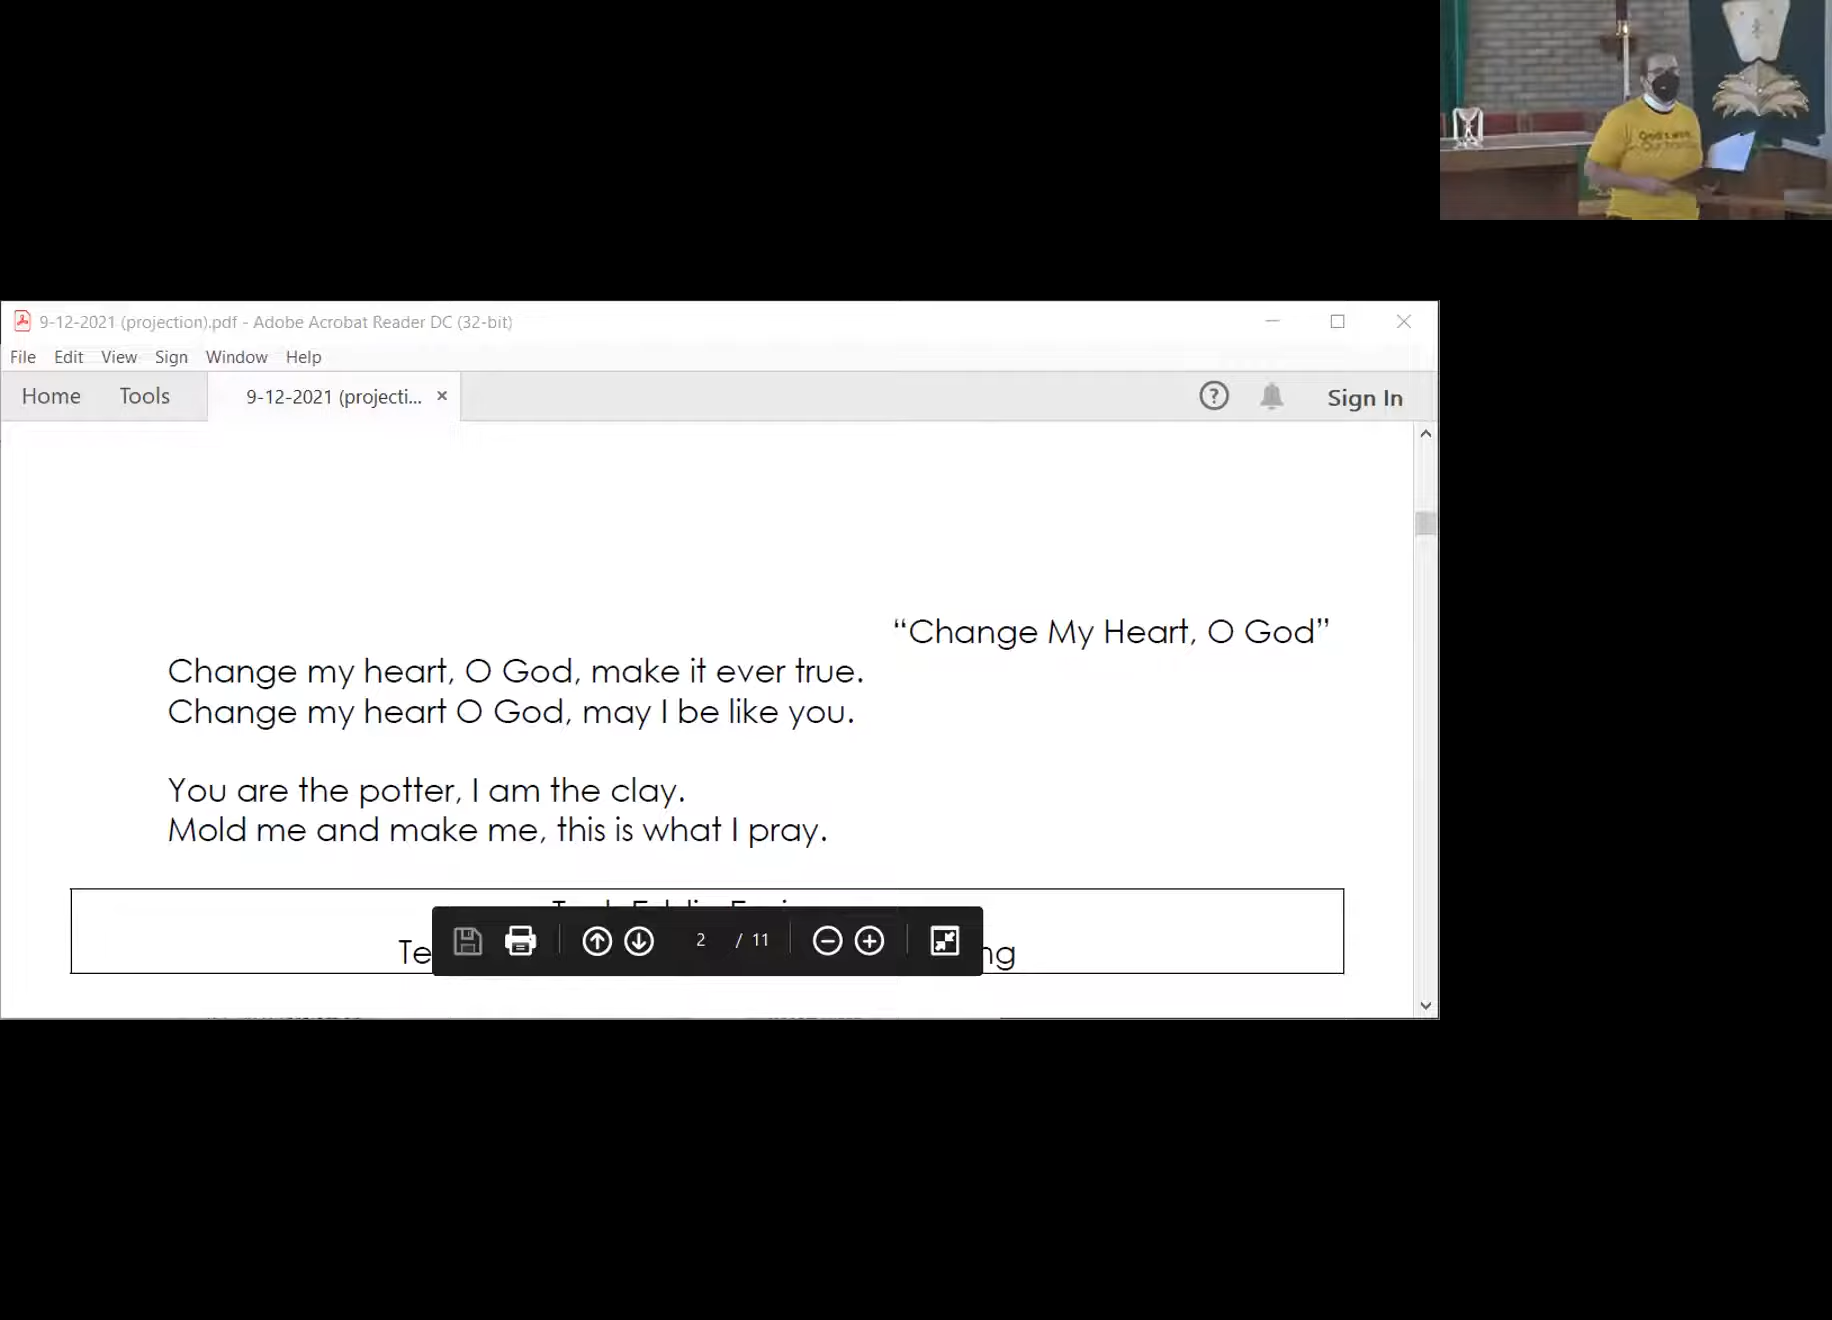 God's work.
9-12-2021 (projection).pdf - Adobe Acrobat Reader DC (32-bit)
File Edit View Sign Window Help
Home Tools 9-12-2021 (projecti... Sign In
“Change My Heart, O God”
Change my heart, O God, make it ever true.
Change my heart O God, may I be like you.
You are the potter, I am the clay.
Mold me and make me, this is what I pray.
2 / 11